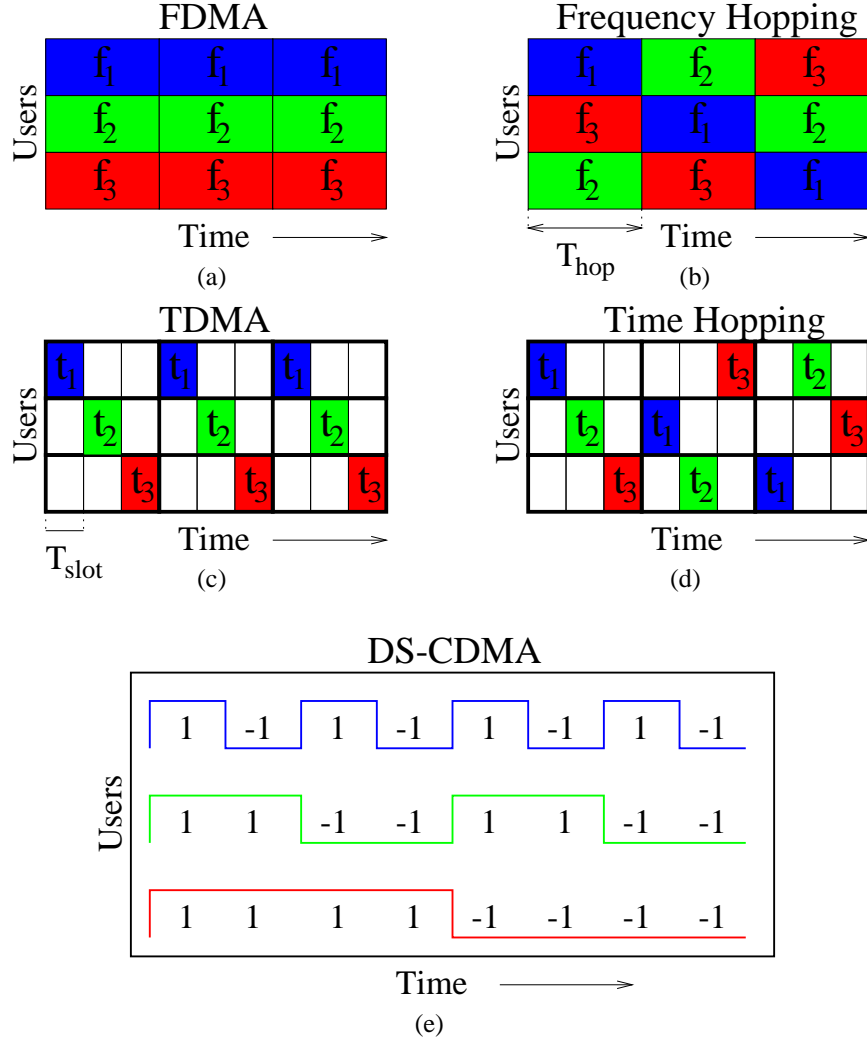 FDMA
Users
f1 f1 f1
f2 f2 f2
f3 f3 f3
Time
(a)
Frequency Hopping
Users
f1 f2 f3
f3 f1 f2
f2 f3 f1
Thop
Time
(b)
TDMA
Users
t1 t1 t1
t2 t2 t2
t3 t3 t3
Tslot
Time
(c)
Time Hopping
Users
t1 t3 t2
t2 t1 t3
t3 t2 t1
Time
(d)
DS-CDMA
Users
1 -1 1 -1 1 -1 1 -1
1 1 -1 -1 1 1 -1 -1
1 1 1 1 -1 -1 -1 -1
Time
(e)